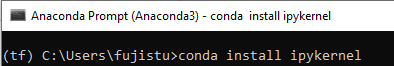 Anaconda Prompt (Anaconda3) - conda  install ipykernel
(tf) C:\Users\fujistu>conda install ipykernel